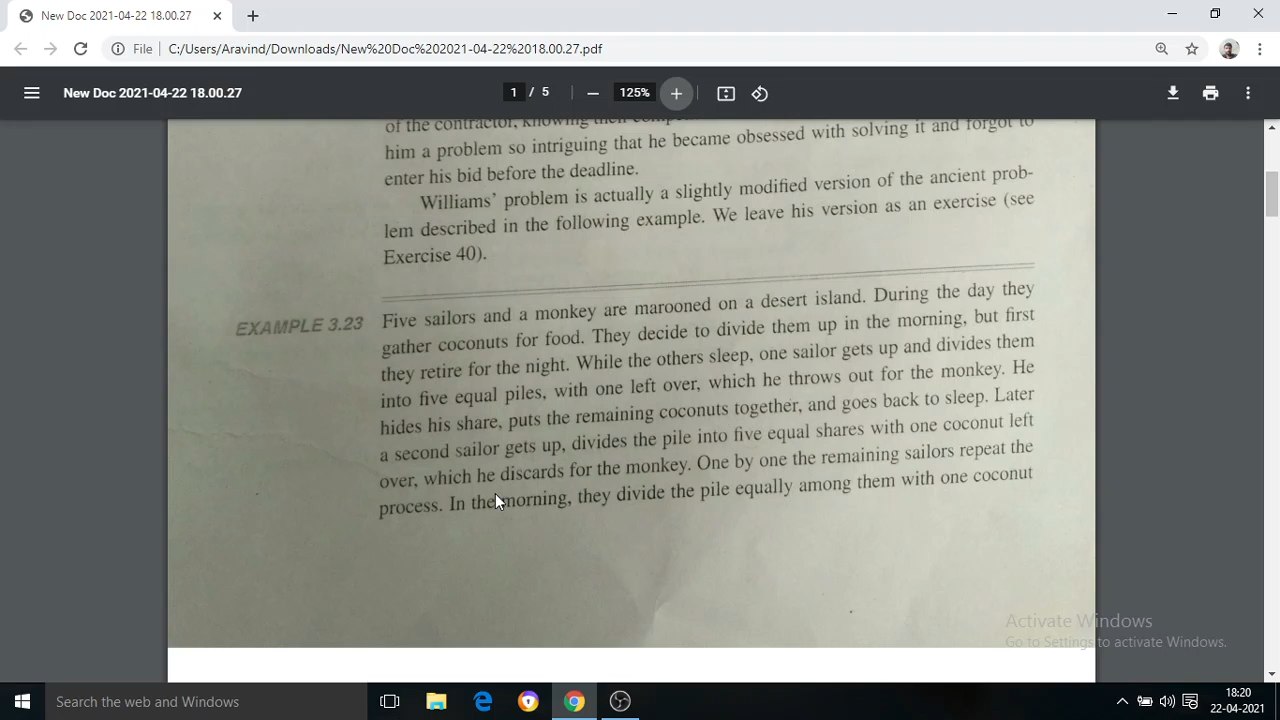 New Doc 2021-04-22 18.00.27
File
C:/Users/Aravind/Downloads/New%20Doc%202021-04-22%2018.00.27.pdf
New Doc 2021-04-22 18.00.27
1 / 5
125%
of the contractor, knowing their
him a problem so intriguing that he became obsessed with solving it and forgot to
enter his bid before the deadline.
Williams' problem is actually a slightly modified version of the ancient prob-
lem described in the following example. We leave his version as an exercise (see
Exercise 40).
EXAMPLE 3.23
Five sailors and a monkey are marooned on a desert island. During the day they
gather coconuts for food. They decide to divide them up in the morning, but first
they retire for the night. While the others sleep, one sailor gets up and divides them
into five equal piles, with one left over, which he throws out for the monkey. He
hides his share, puts the remaining coconuts together, and goes back to sleep. Later
a second sailor gets up, divides the pile into five equal shares with one coconut left
over, which he discards for the monkey. One by one the remaining sailors repeat the
process. In the morning, they divide the pile equally among them with one coconut
Activate Windows
Go to Settings to activate Windows.
Search the web and Windows
18:20
22-04-2021